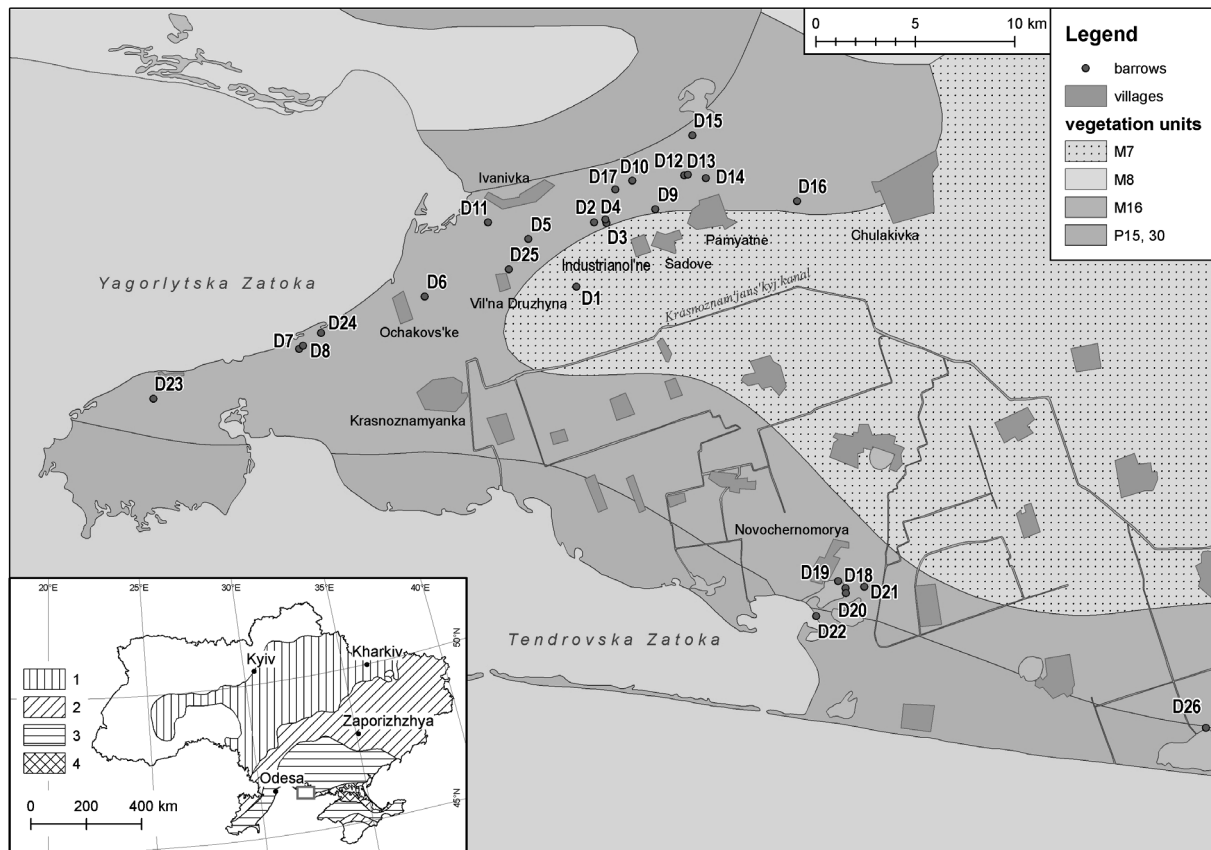 0 5 10 km
Legend
barrows
villages
vegetation units
M7
M8
M16
P15, 30
D15
D12
D13
D10
D14
D17
Ivanivka
D16
D9
D11
D2
D4
D3
D5
Pamyatne
Chulakivka
D25
Industrianol'ne
Sadove
Yagorlytska Zatoka
D6
Vil'na Druzhyna
D1
Krasnoznam'jans'kyj kanal
Ochakovs'ke
D24
D7
D8
D23
Krasnoznamyanka
Novochernomorya
D19
D18
D21
D20
D22
Tendrovska Zatoka
D26
20°E
25°E
30°E
35°E
40°E
50°N
45°N
Kyiv
Kharkiv
Zaporizhzhya
Odesa
1
2
3
4
0 200 400 km